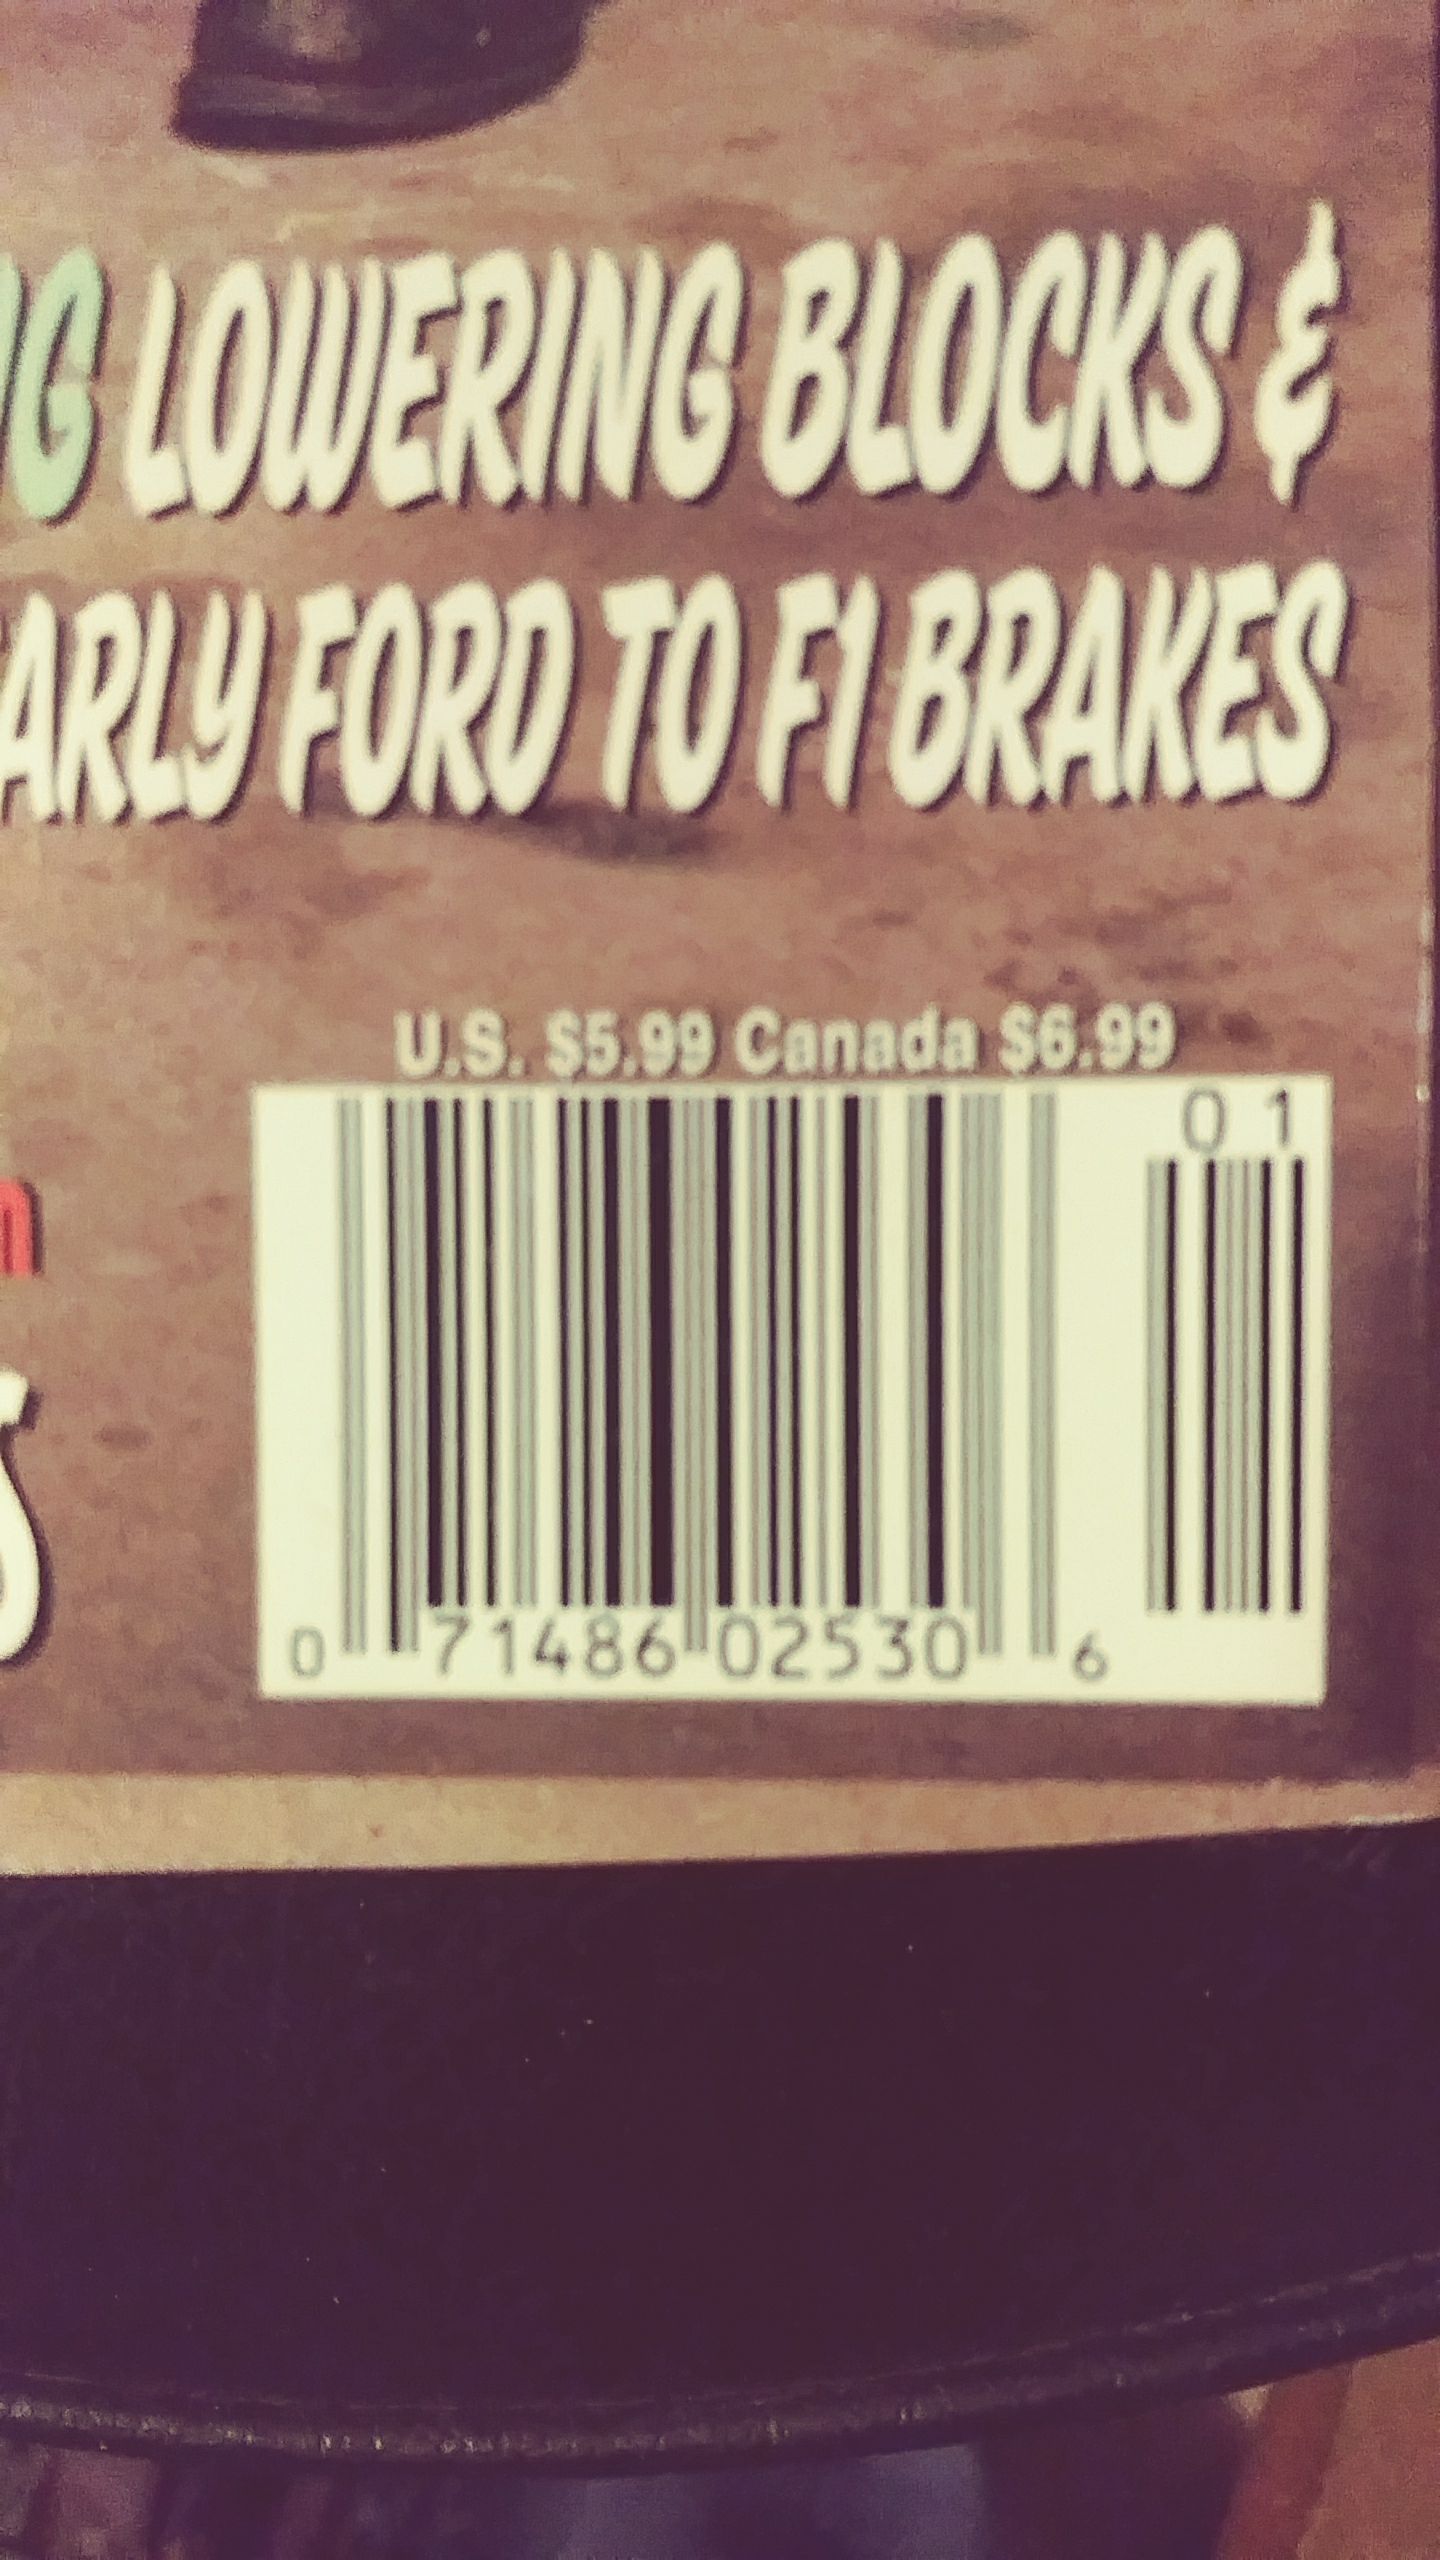 G LOWERING BLOCKS &
ARLY FORD TO F1 BRAKES
U.S. $5.99 Canada $6.99
0 1
0 71486 02530 6